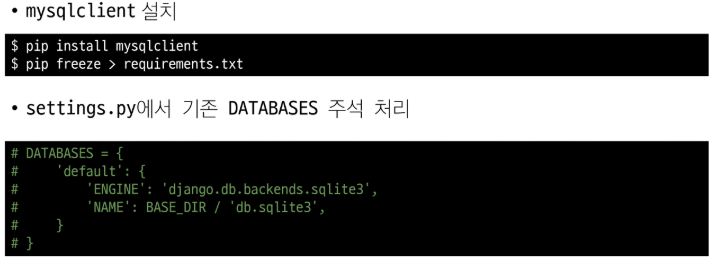 • mysqlclient 설치
$ pip install mysqlclient
$ pip freeze > requirements.txt
• settings.py에서 기존 DATABASES 주석 처리
# DATABASES = {
#     'default': {
#         'ENGINE': 'django.db.backends.sqlite3',
#         'NAME': BASE_DIR / 'db.sqlite3',
#     }
# }